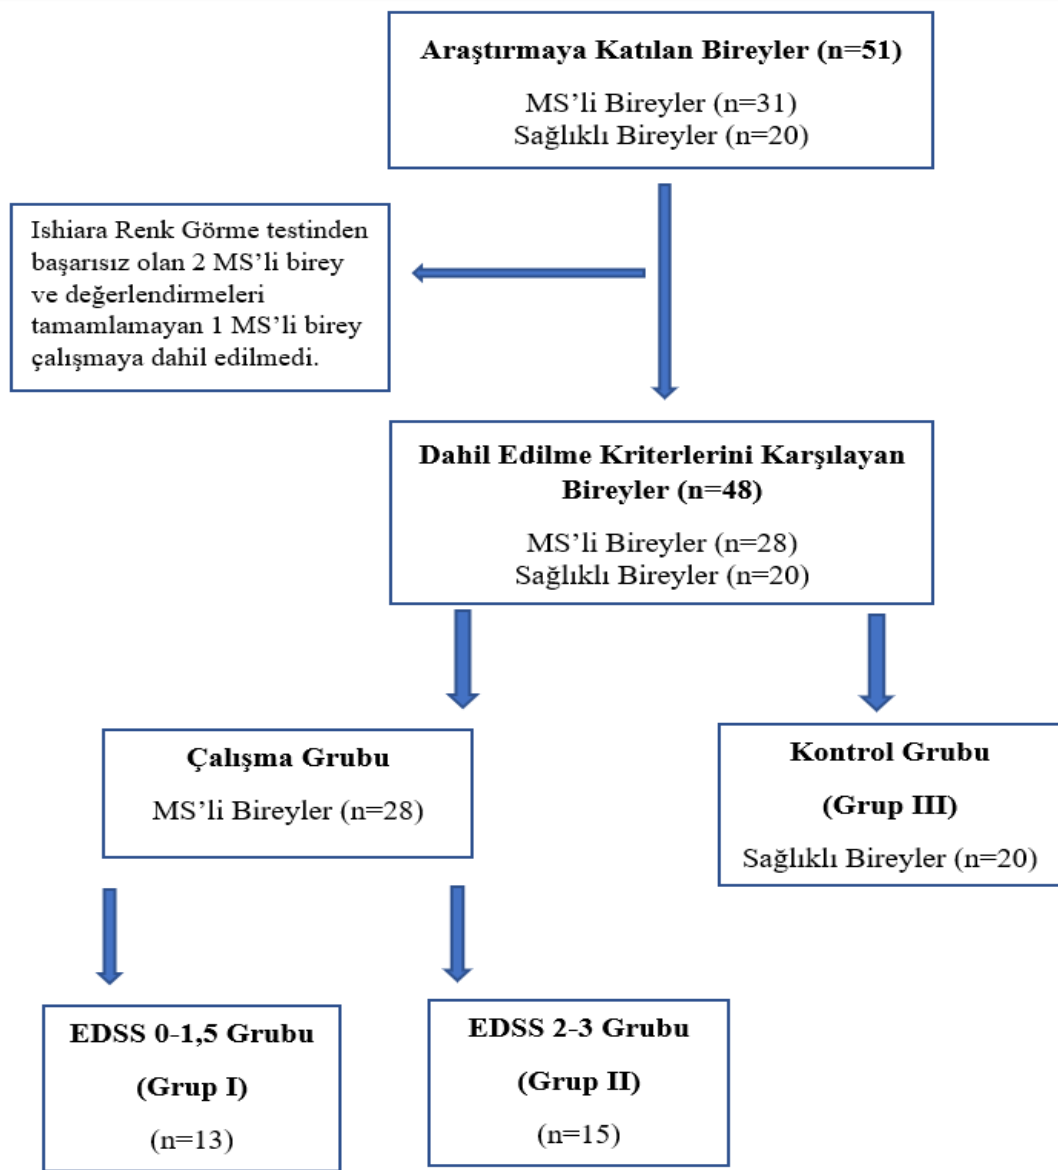 Araştırmaya Katılan Bireyler (n=51)
MS’li Bireyler (n=31)
Sağlıklı Bireyler (n=20)
Ishiara Renk Görme testinden
başarısız olan 2 MS’li birey
ve değerlendirmeleri
tamamlamayan 1 MS’li birey
çalışmaya dahil edilmedi.
Dahil Edilme Kriterlerini Karşılayan
Bireyler (n=48)
MS’li Bireyler (n=28)
Sağlıklı Bireyler (n=20)
Çalışma Grubu
MS’li Bireyler (n=28)
Kontrol Grubu
(Grup III)
Sağlıklı Bireyler (n=20)
EDSS 0-1,5 Grubu
(Grup I)
(n=13)
EDSS 2-3 Grubu
(Grup II)
(n=15)